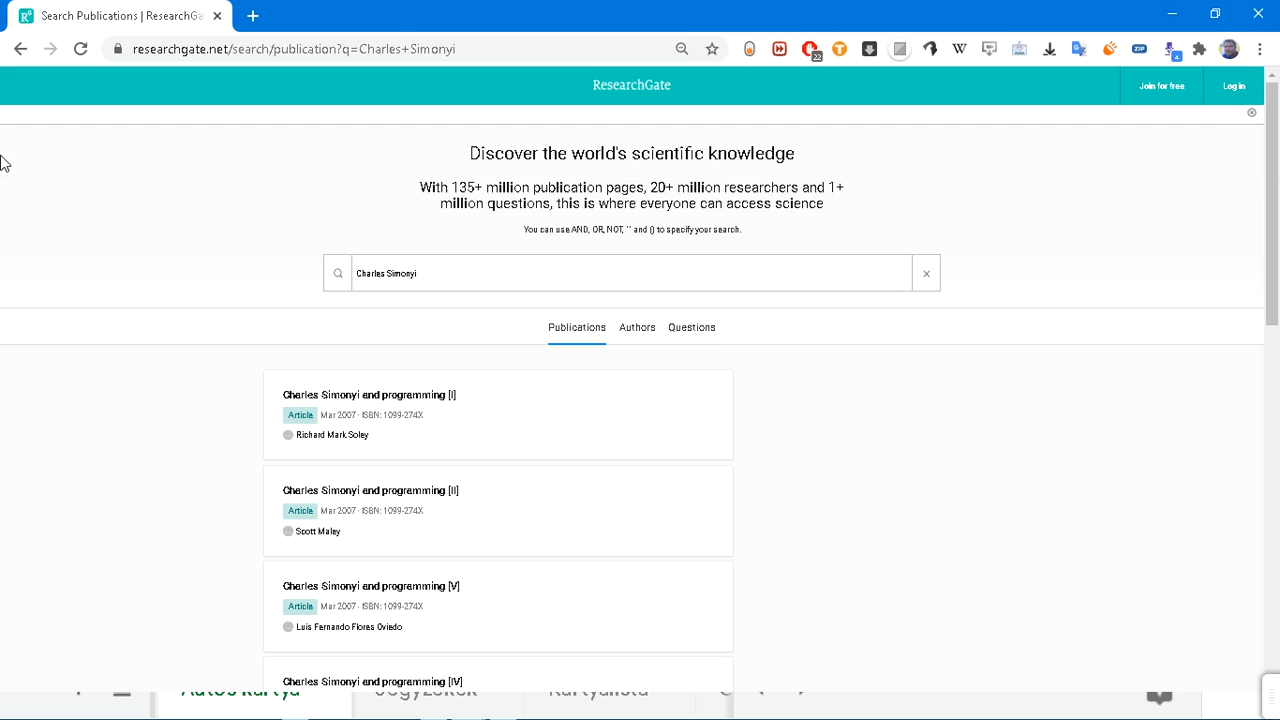 Search Publications | ResearchGa
researchgate.net/search/publication?q=Charles+Simonyi
22
ZIP
4
ResearchGate
Join for free
Log in
Discover the world's scientific knowledge
With 135+ million publication pages, 20+ million researchers and 1+
million questions, this is where everyone can access science
You can use AND, OR, NOT, "" and () to specify your search.
Charles Simonyi
Publications Authors Questions
Charles Simonyi and programming [I]
Article Mar 2007 · ISBN: 1099-274X
Richard Mark Soley
Charles Simonyi and programming [II]
Article Mar 2007 · ISBN: 1099-274X
Scott Maley
Charles Simonyi and programming [V]
Article Mar 2007 · ISBN: 1099-274X
Luis Fernando Flores Oviedo
Charles Simonyi and programming [IV]